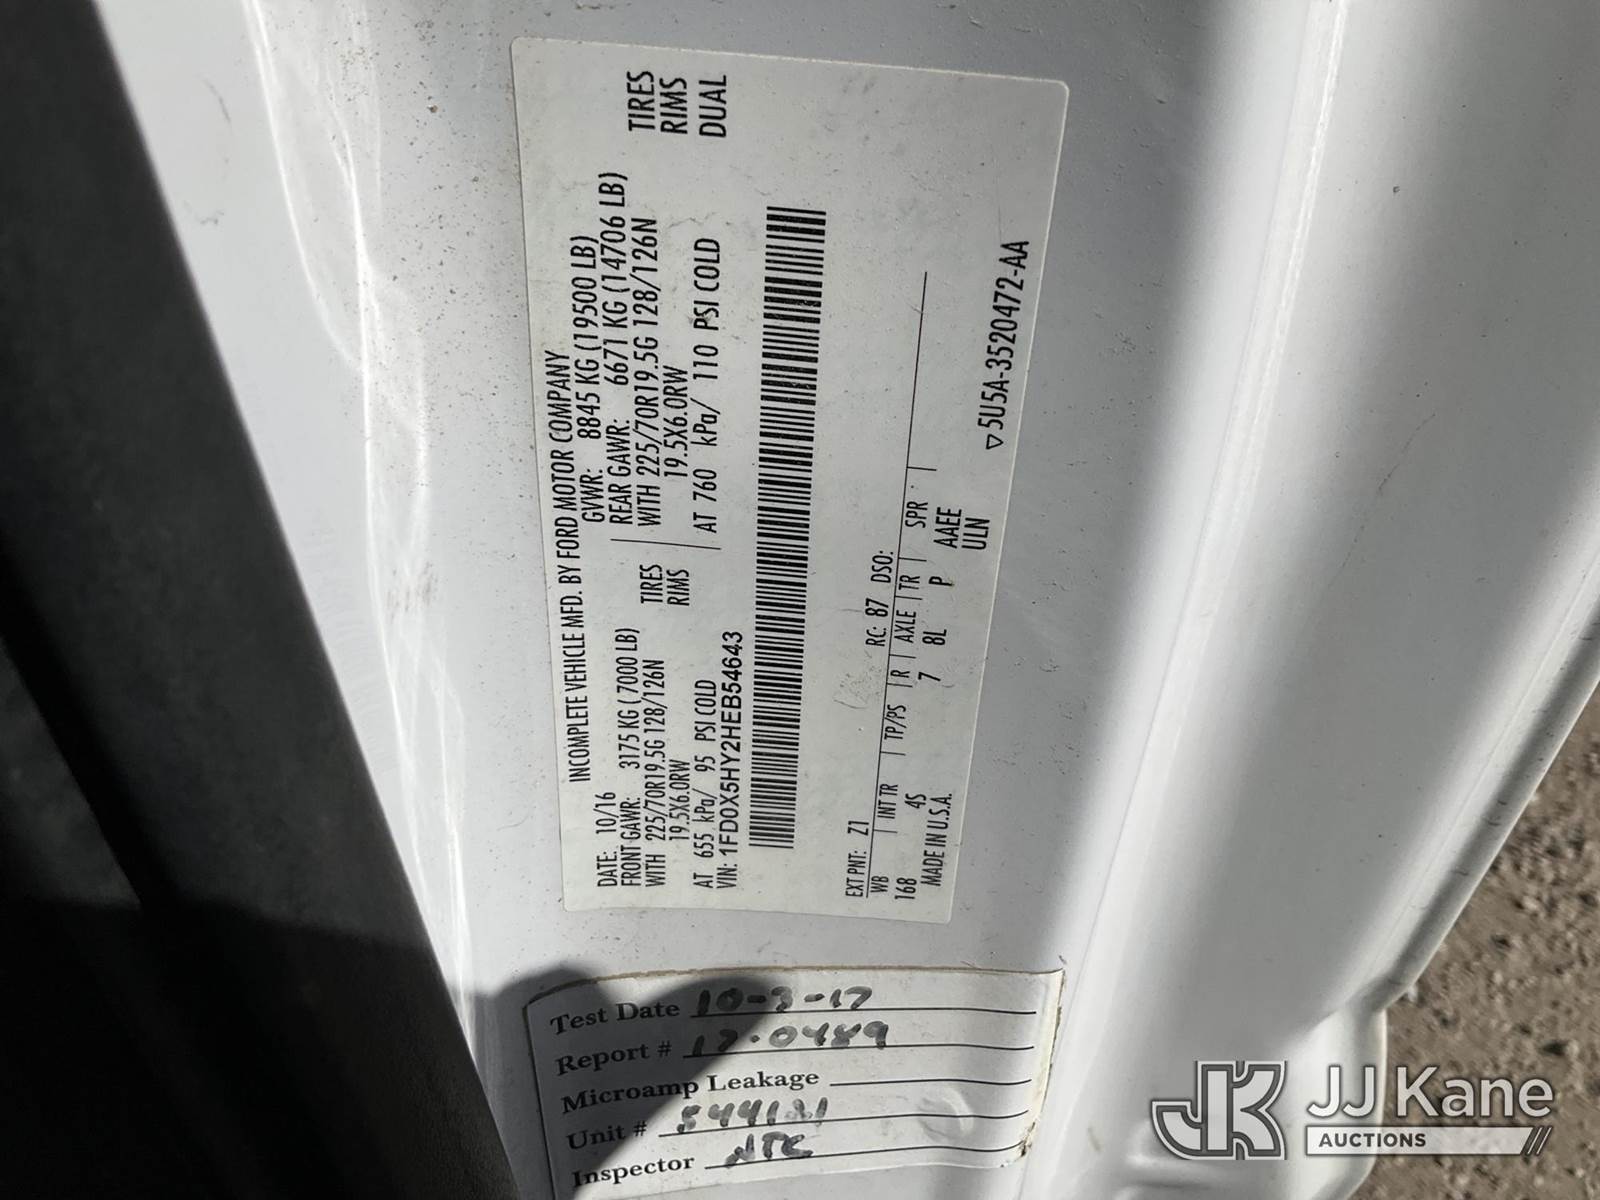 INCOMPLETE VEHICLE MFD. BY FORD MOTOR COMPANY
DATE: 10/16 GVWR: 8845 KG (19500 LB)
FRONT GAWR: 3175 KG (7000 LB) REAR GAWR: 6671 KG (14706 LB)
WITH 225/70R19.5G 128/126N TIRES WITH 225/70R19.5G 128/126N TIRES
19.5X6.0RW RIMS 19.5X6.0RW RIMS
AT 655 kPa/ 95 PSI COLD AT 760 kPa/ 110 PSI COLD DUAL
VIN: 1FD0X5HY2HEB54643
EXT PNT: Z1 RC: 87 DSO:
WB INT TR TP/PS R AXLE TR SPR
168 4S 7 8L P AAEE
MADE IN U.S.A. ULN
5U5A-3520472-AA
Test Date 10-3-17
Report # 17-0489
Microamp Leakage
Unit #
Inspector
JJ Kane
AUCTIONS